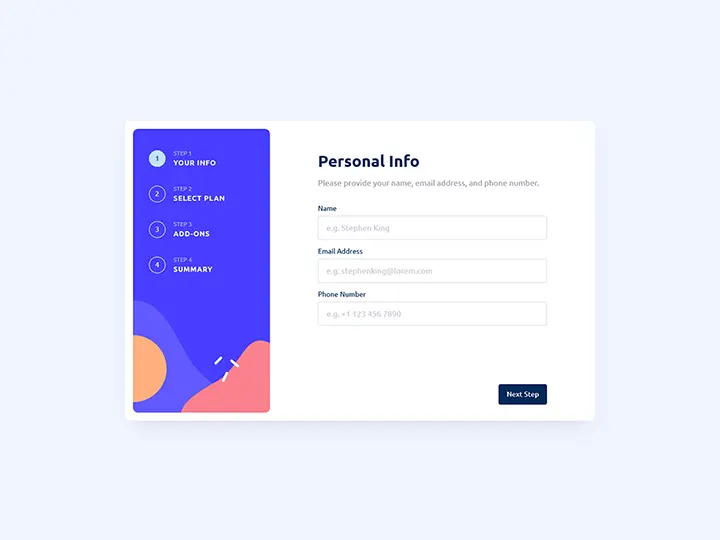 1
STEP 1
YOUR INFO
2
STEP 2
SELECT PLAN
3
STEP 3
ADD-ONS
4
STEP 4
SUMMARY
Personal Info
Please provide your name, email address, and phone number.
Name
e.g. Stephen King
Email Address
e.g. stephenking@lorem.com
Phone Number
e.g. +1 123 456 7890
Next Step